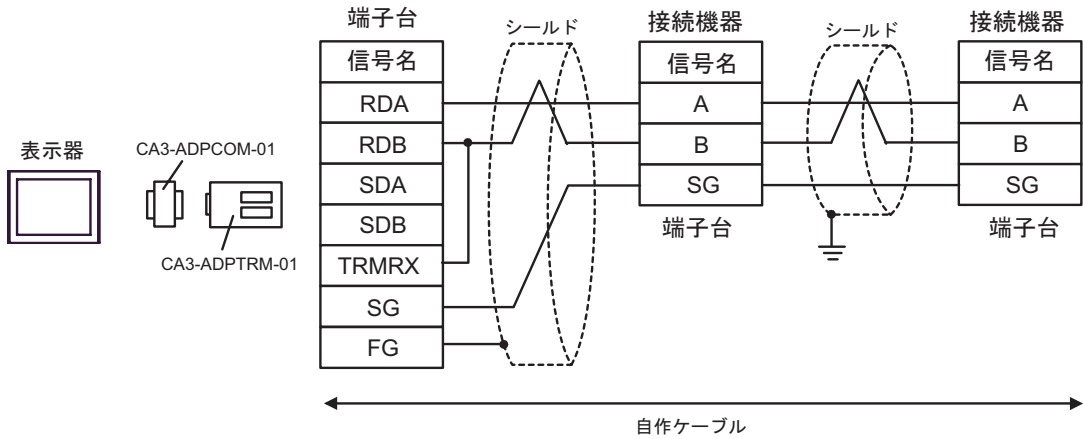 端子台
シールド
接続機器
シールド
接続機器
信号名
信号名
信号名
RDA
A
A
表示器
CA3-ADPCOM-01
RDB
B
B
SDA
SG
SG
SDB
端子台
端子台
CA3-ADPTRM-01
TRMRX
SG
FG
自作ケーブル